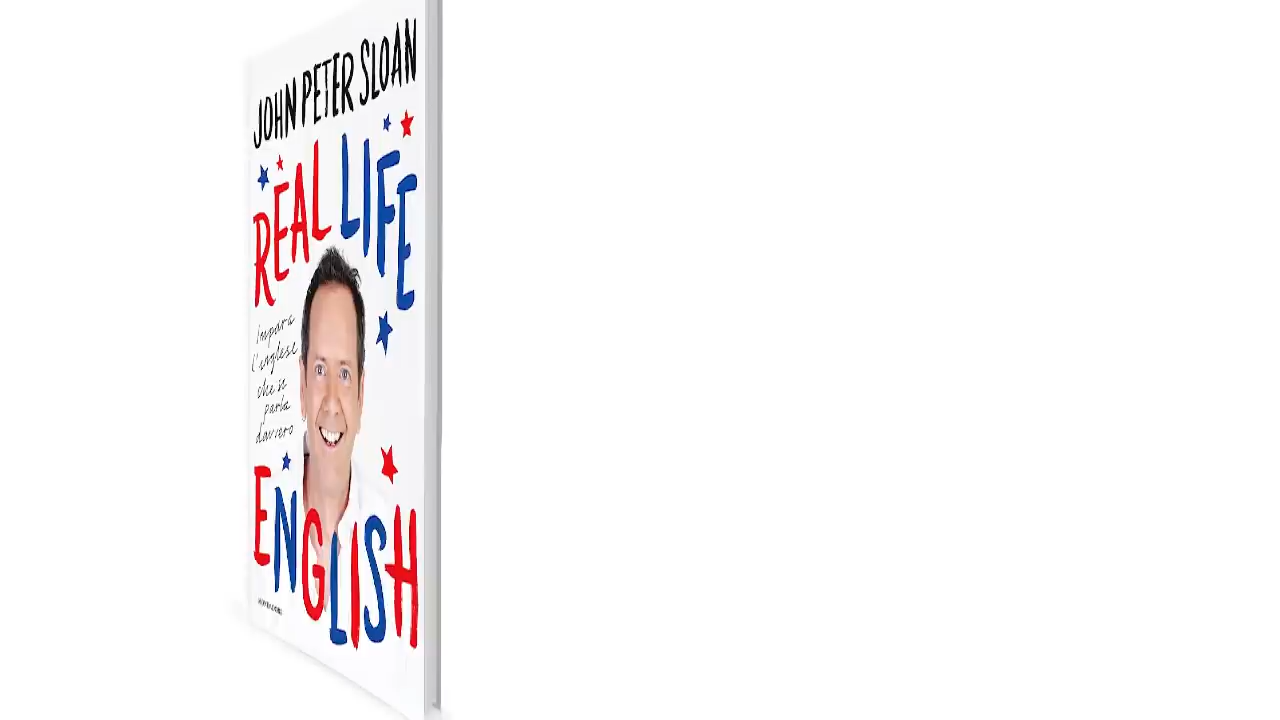 JOHN PETER SLOAN
REAL LIFE
Impara
l'inglese
che si
parla
davvero
ENGLISH